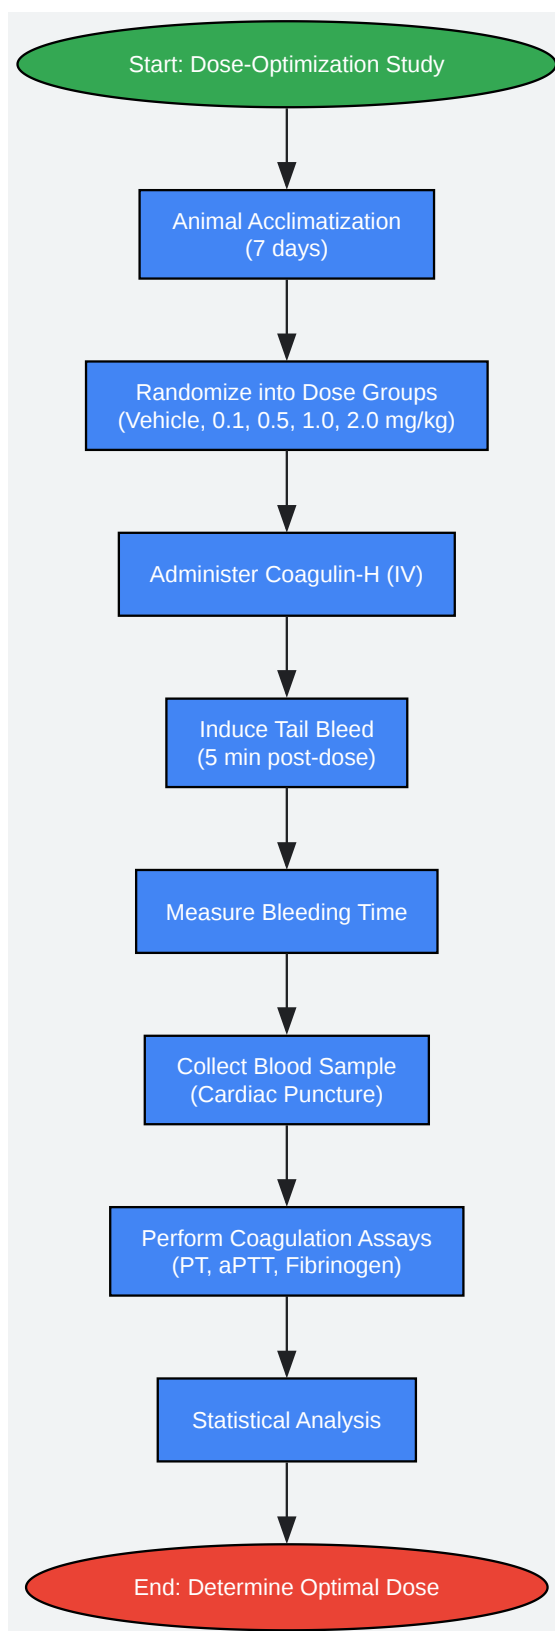 Start: Dose-Optimization Study
Animal Acclimatization
(7 days)
Randomize into Dose Groups
(Vehicle, 0.1, 0.5, 1.0, 2.0 mg/kg)
Administer Coagulin-H (IV)
Induce Tail Bleed
(5 min post-dose)
Measure Bleeding Time
Collect Blood Sample
(Cardiac Puncture)
Perform Coagulation Assays
(PT, aPTT, Fibrinogen)
Statistical Analysis
End: Determine Optimal Dose